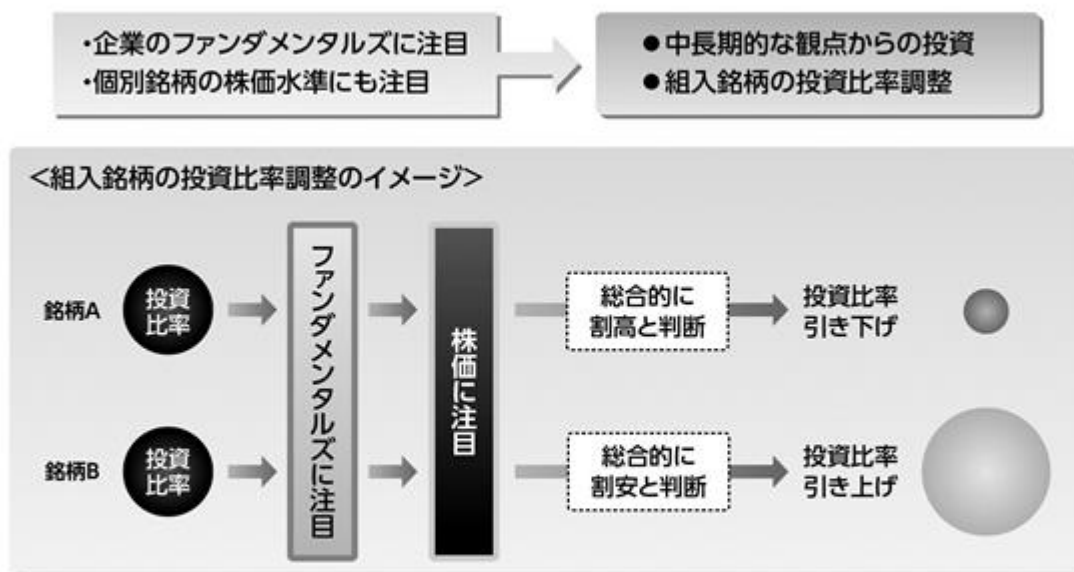 ・企業のファンダメンタルズに注目
・個別銘柄の株価水準にも注目
●中長期的な観点からの投資
●組入銘柄の投資比率調整
＜組入銘柄の投資比率調整のイメージ＞
銘柄A
投資
比率
ファンダメンタルズに注目
株価に注目
総合的に
割高と判断
投資比率
引き下げ
銘柄B
投資
比率
総合的に
割安と判断
投資比率
引き上げ